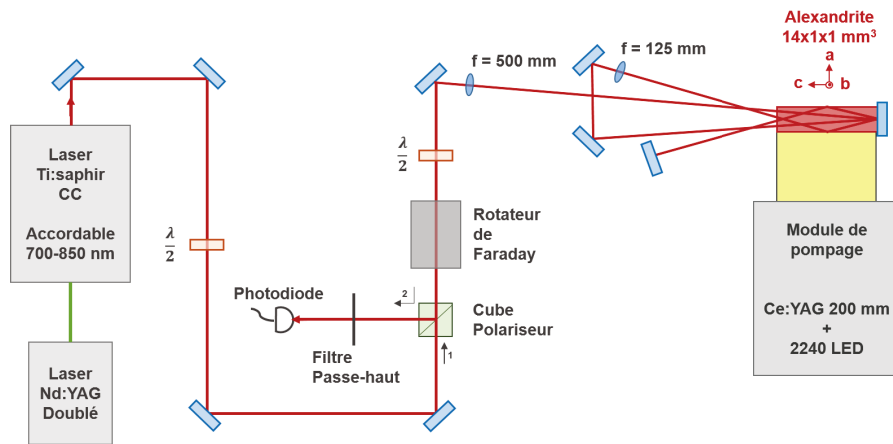 Alexandrite
14x1x1 mm³
a
c
b
f = 500 mm
f = 125 mm
Laser
Ti:saphir
CC
Accordable
700-850 nm
λ
2
λ
2
Rotateur
de
Faraday
Module de
pompage
Ce:YAG 200 mm
+
2240 LED
Photodiode
2
Cube
Polariseur
1
Filtre
Passe-haut
Laser
Nd:YAG
Doublé